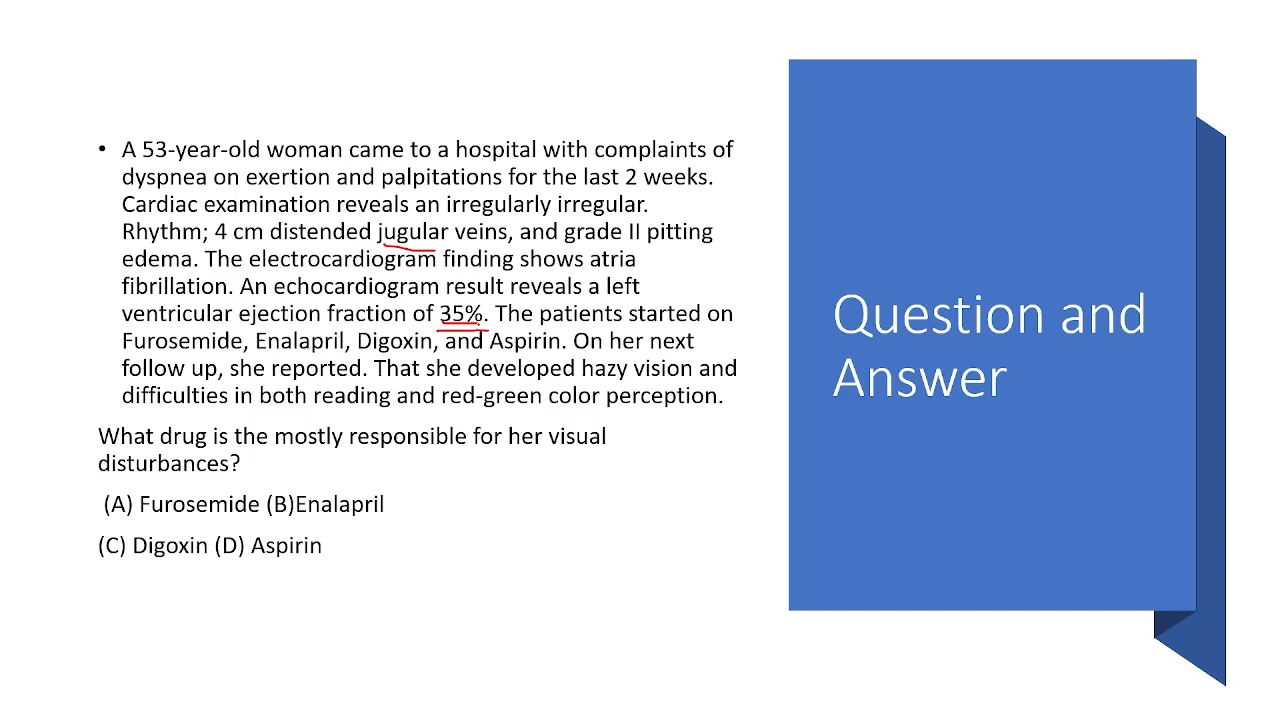 • A 53-year-old woman came to a hospital with complaints of
dyspnea on exertion and palpitations for the last 2 weeks.
Cardiac examination reveals an irregularly irregular.
Rhythm; 4 cm distended jugular veins, and grade II pitting
edema. The electrocardiogram finding shows atria
fibrillation. An echocardiogram result reveals a left
ventricular ejection fraction of 35%. The patients started on
Furosemide, Enalapril, Digoxin, and Aspirin. On her next
follow up, she reported. That she developed hazy vision and
difficulties in both reading and red-green color perception.
What drug is the mostly responsible for her visual
disturbances?
(A) Furosemide (B)Enalapril
(C) Digoxin (D) Aspirin
Question and
Answer